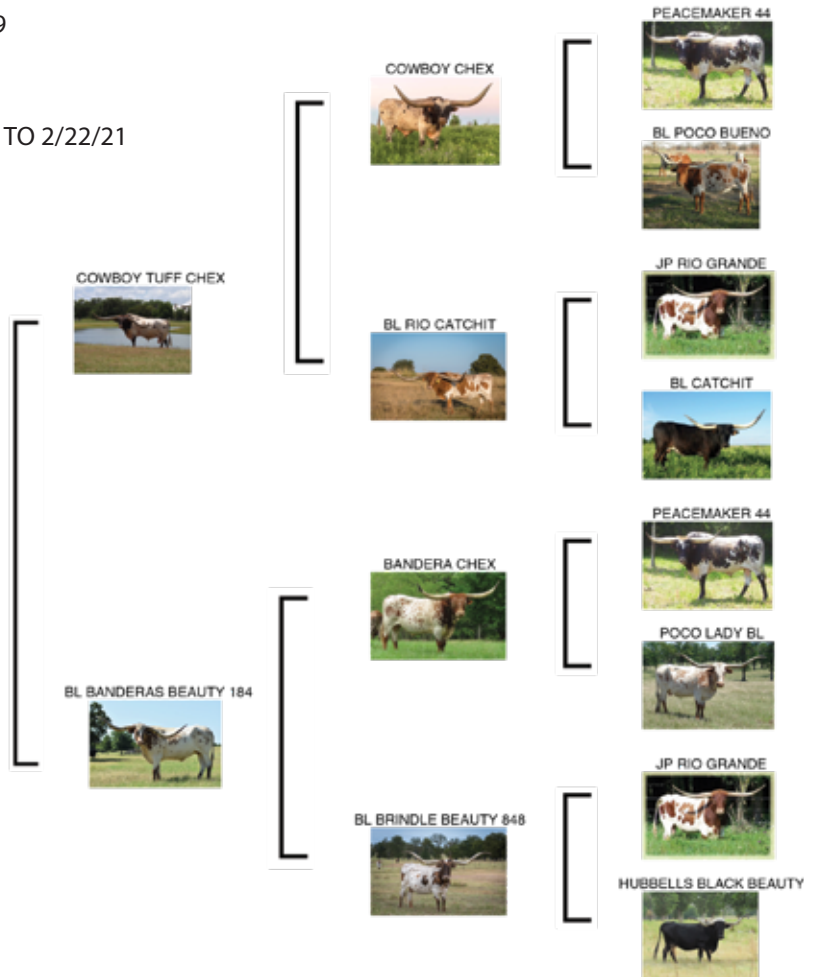 9
TO 2/22/21
PEACEMAKER 44
COWBOY CHEX
BL POCO BUENO
COWBOY TUFF CHEX
JP RIO GRANDE
BL RIO CATCHIT
BL CATCHIT
PEACEMAKER 44
BANDERA CHEX
POCO LADY BL
BL BANDERAS BEAUTY 184
JP RIO GRANDE
BL BRINDLE BEAUTY 848
HUBBELLS BLACK BEAUTY